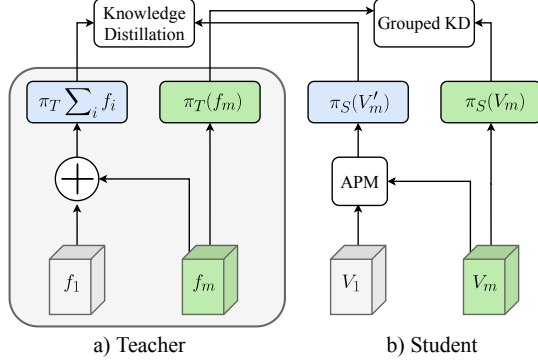 Knowledge
Distillation
Grouped KD
π_T ∑_i f_i
π_T(f_m)
π_S(V′_m)
π_S(V_m)
APM
f_1
f_m
V_1
V_m
a) Teacher
b) Student